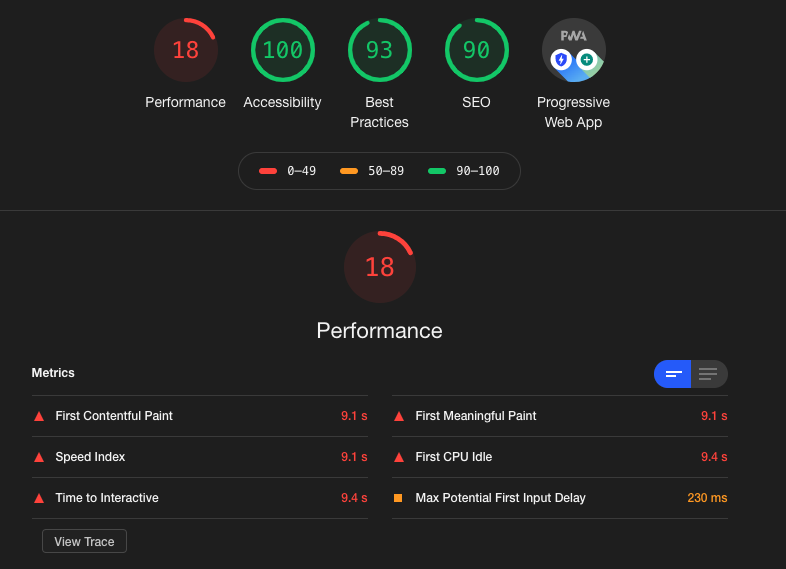 18 100 93 90 PWA
Performance Accessibility Best SEO Progressive
Practices Web App
0–49 50–89 90–100
18
Performance
Metrics
First Contentful Paint 9.1 s First Meaningful Paint 9.1 s
Speed Index 9.1 s First CPU Idle 9.4 s
Time to Interactive 9.4 s Max Potential First Input Delay 230 ms
View Trace